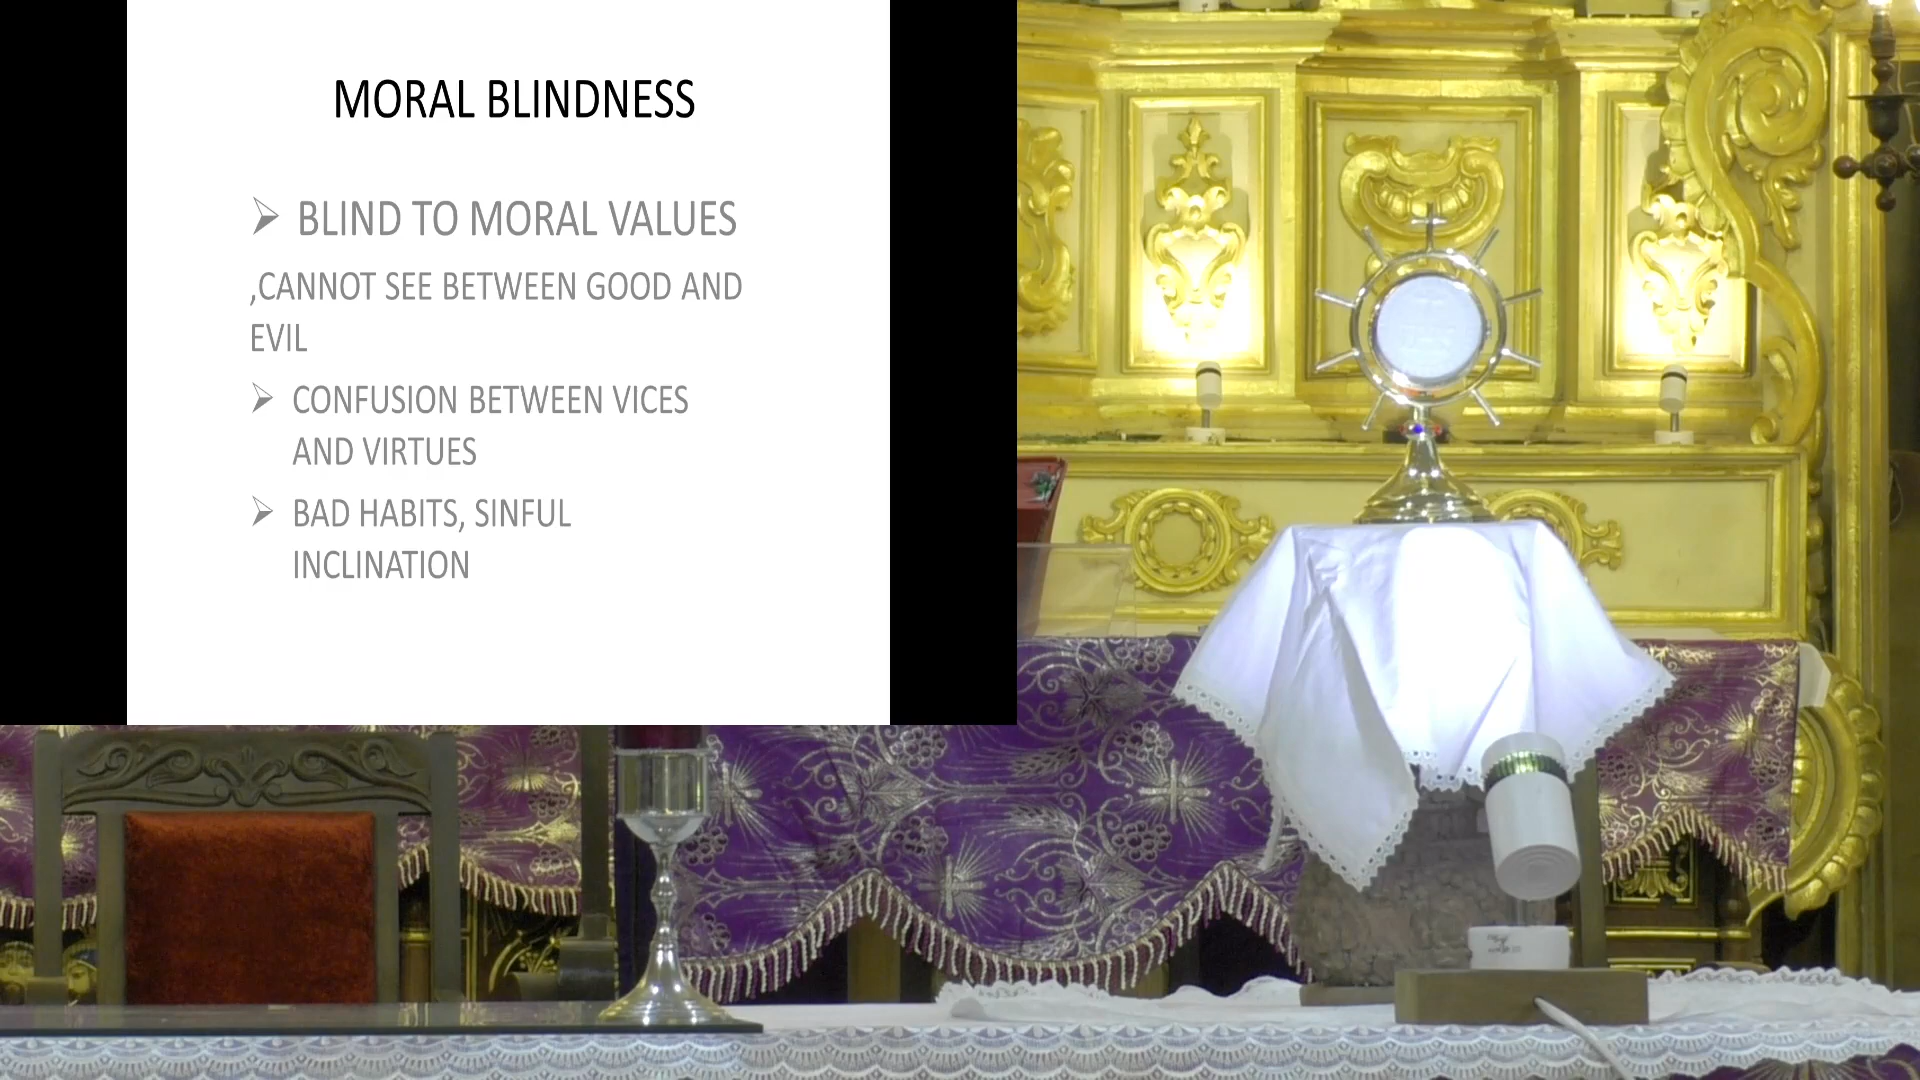 MORAL BLINDNESS
➢ BLIND TO MORAL VALUES
,CANNOT SEE BETWEEN GOOD AND
EVIL
➢ CONFUSION BETWEEN VICES
AND VIRTUES
➢ BAD HABITS, SINFUL
INCLINATION